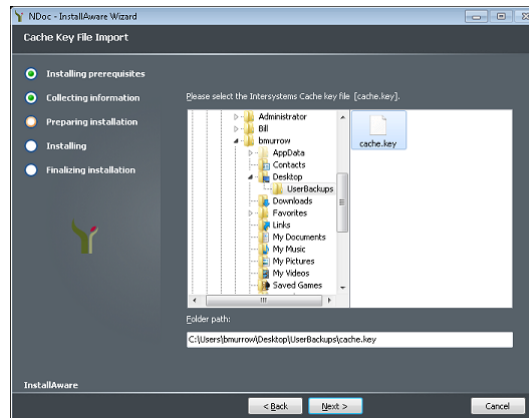 NDoc - InstallAware Wizard
Cache Key File Import
Installing prerequisites
Collecting information
Preparing installation
Installing
Finalizing installation
Please select the Intersystems Cache key file [cache.key].
Administrator
Bill
bmurrow
AppData
Contacts
Desktop
UserBackups
Downloads
Favorites
Links
My Documents
My Music
My Pictures
My Videos
Saved Games
cache.key
Folder path:
C:\Users\bmurrow\Desktop\UserBackups\cache.key
InstallAware
< Back
Next >
Cancel